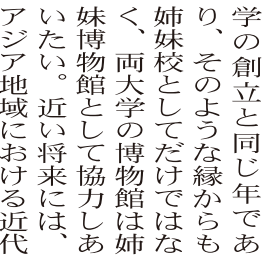 学の創立と同じ年であ
り、そのような縁からも
姉妹校としてだけではな
く、両大学の博物館は姉
妹博物館として協力しあ
いたい。近い将来には、
アジア地域における近代